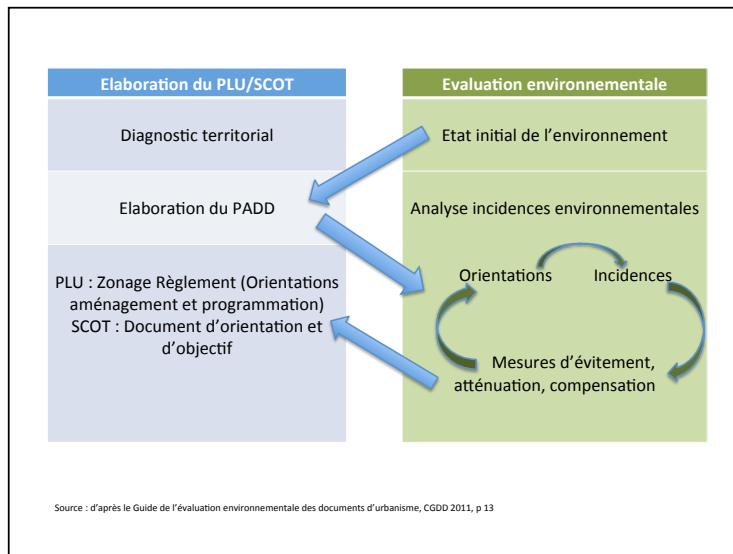 Elaboration du PLU/SCOT
Evaluation environnementale
Diagnostic territorial
Etat initial de l’environnement
Elaboration du PADD
Analyse incidences environnementales
PLU : Zonage Règlement (Orientations
aménagement et programmation)
SCOT : Document d’orientation et
d’objectif
Orientations
Incidences
Mesures d’évitement,
atténuation, compensation
Source : d’après le Guide de l’évaluation environnementale des documents d’urbanisme, CGDD 2011, p 13